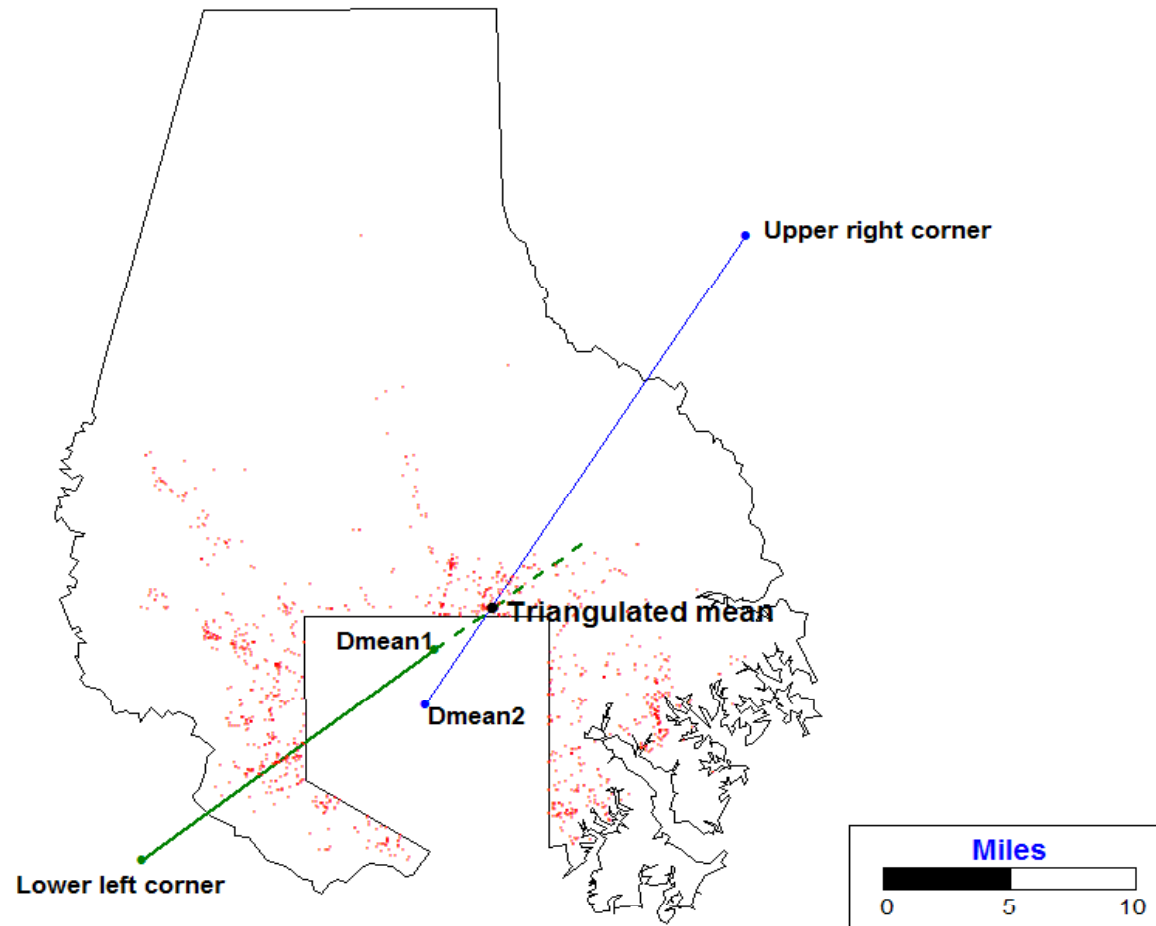 Upper right corner
Triangulated mean
Dmean1
Dmean2
Lower left corner
Miles
0 5 10